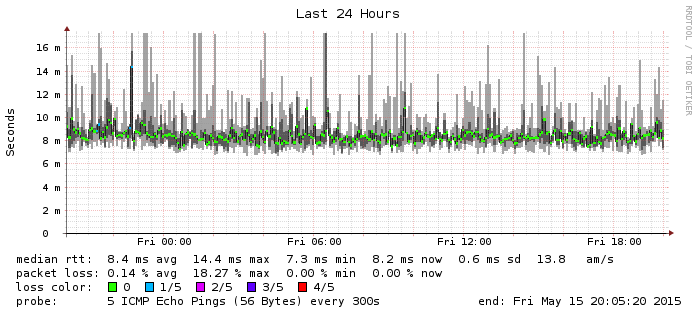 Last 24 Hours
RRDTOOL / TOBI OETIKER
Seconds
16 m
14 m
12 m
10 m
8 m
6 m
4 m
2 m
0
Fri 00:00 Fri 06:00 Fri 12:00 Fri 18:00
median rtt: 8.4 ms avg 14.4 ms max 7.3 ms min 8.2 ms now 0.6 ms sd 13.8 am/s
packet loss: 0.14 % avg 18.27 % max 0.00 % min 0.00 % now
loss color: 0 1/5 2/5 3/5 4/5
probe: 5 ICMP Echo Pings (56 Bytes) every 300s end: Fri May 15 20:05:20 2015